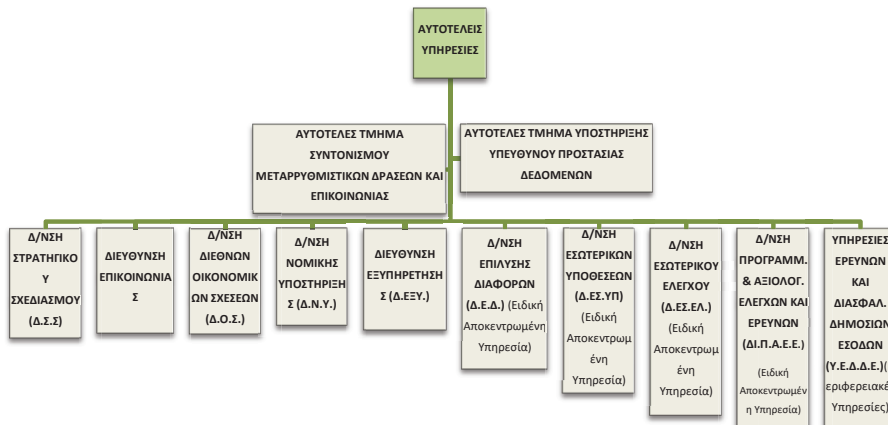 ΑΥΤΟΤΕΛΕΙΣ
ΥΠΗΡΕΣΙΕΣ
ΑΥΤΟΤΕΛΕΣ ΤΜΗΜΑ
ΣΥΝΤΟΝΙΣΜΟΥ
ΜΕΤΑΡΡΥΘΜΙΣΤΙΚΩΝ ΔΡΑΣΕΩΝ ΚΑΙ
ΕΠΙΚΟΙΝΩΝΙΑΣ
ΑΥΤΟΤΕΛΕΣ ΤΜΗΜΑ ΥΠΟΣΤΗΡΙΞΗΣ
ΥΠΕΥΘΥΝΟΥ ΠΡΟΣΤΑΣΙΑΣ
ΔΕΔΟΜΕΝΩΝ
Δ/ΝΣΗ
ΣΤΡΑΤΗΓΙΚΟ
Υ
ΣΧΕΔΙΑΣΜΟΥ
(Δ.Σ.Σ)
ΔΙΕΥΘΥΝΣΗ
ΕΠΙΚΟΙΝΩΝΙΑ
Σ
Δ/ΝΣΗ
ΔΙΕΘΝΩΝ
ΟΙΚΟΝΟΜΙΚ
ΩΝ ΣΧΕΣΕΩΝ
(Δ.Ο.Σ.)
Δ/ΝΣΗ
ΝΟΜΙΚΗΣ
ΥΠΟΣΤΗΡΙΞΗ
Σ (Δ.Ν.Υ.)
ΔΙΕΥΘΥΝΣΗ
ΕΞΥΠΗΡΕΤΗΣΗ
Σ (Δ.ΕΞΥ.)
Δ/ΝΣΗ
ΕΠΙΛΥΣΗΣ
ΔΙΑΦΟΡΩΝ
(Δ.Ε.Δ.) (Ειδική
Αποκεντρωμένη
Υπηρεσία)
Δ/ΝΣΗ
ΕΣΩΤΕΡΙΚΩΝ
ΥΠΟΘΕΣΕΩΝ
(Δ.ΕΣ.ΥΠ)
(Ειδική
Αποκεντρωμ
ένη
Υπηρεσία)
Δ/ΝΣΗ
ΕΣΩΤΕΡΙΚΟΥ
ΕΛΕΓΧΟΥ
(Δ.ΕΣ.ΕΛ.)
(Ειδική
Αποκεντρωμ
ένη
Υπηρεσία)
Δ/ΝΣΗ
ΠΡΟΓΡΑΜΜ.
& ΑΞΙΟΛΟΓ.
ΕΛΕΓΧΩΝ ΚΑΙ
ΕΡΕΥΝΩΝ
(ΔΙ.Π.Α.Ε.Ε.)
(Ειδική
Αποκεντρωμέν
η Υπηρεσία)
ΥΠΗΡΕΣΙΕΣ
ΕΡΕΥΝΩΝ
ΚΑΙ
ΔΙΑΣΦΑΛ.
ΔΗΜΟΣΙΩΝ
ΕΣΟΔΩΝ
(Υ.Ε.Δ.Δ.Ε.)(
εριφερειακέ
Υπηρεσίες)